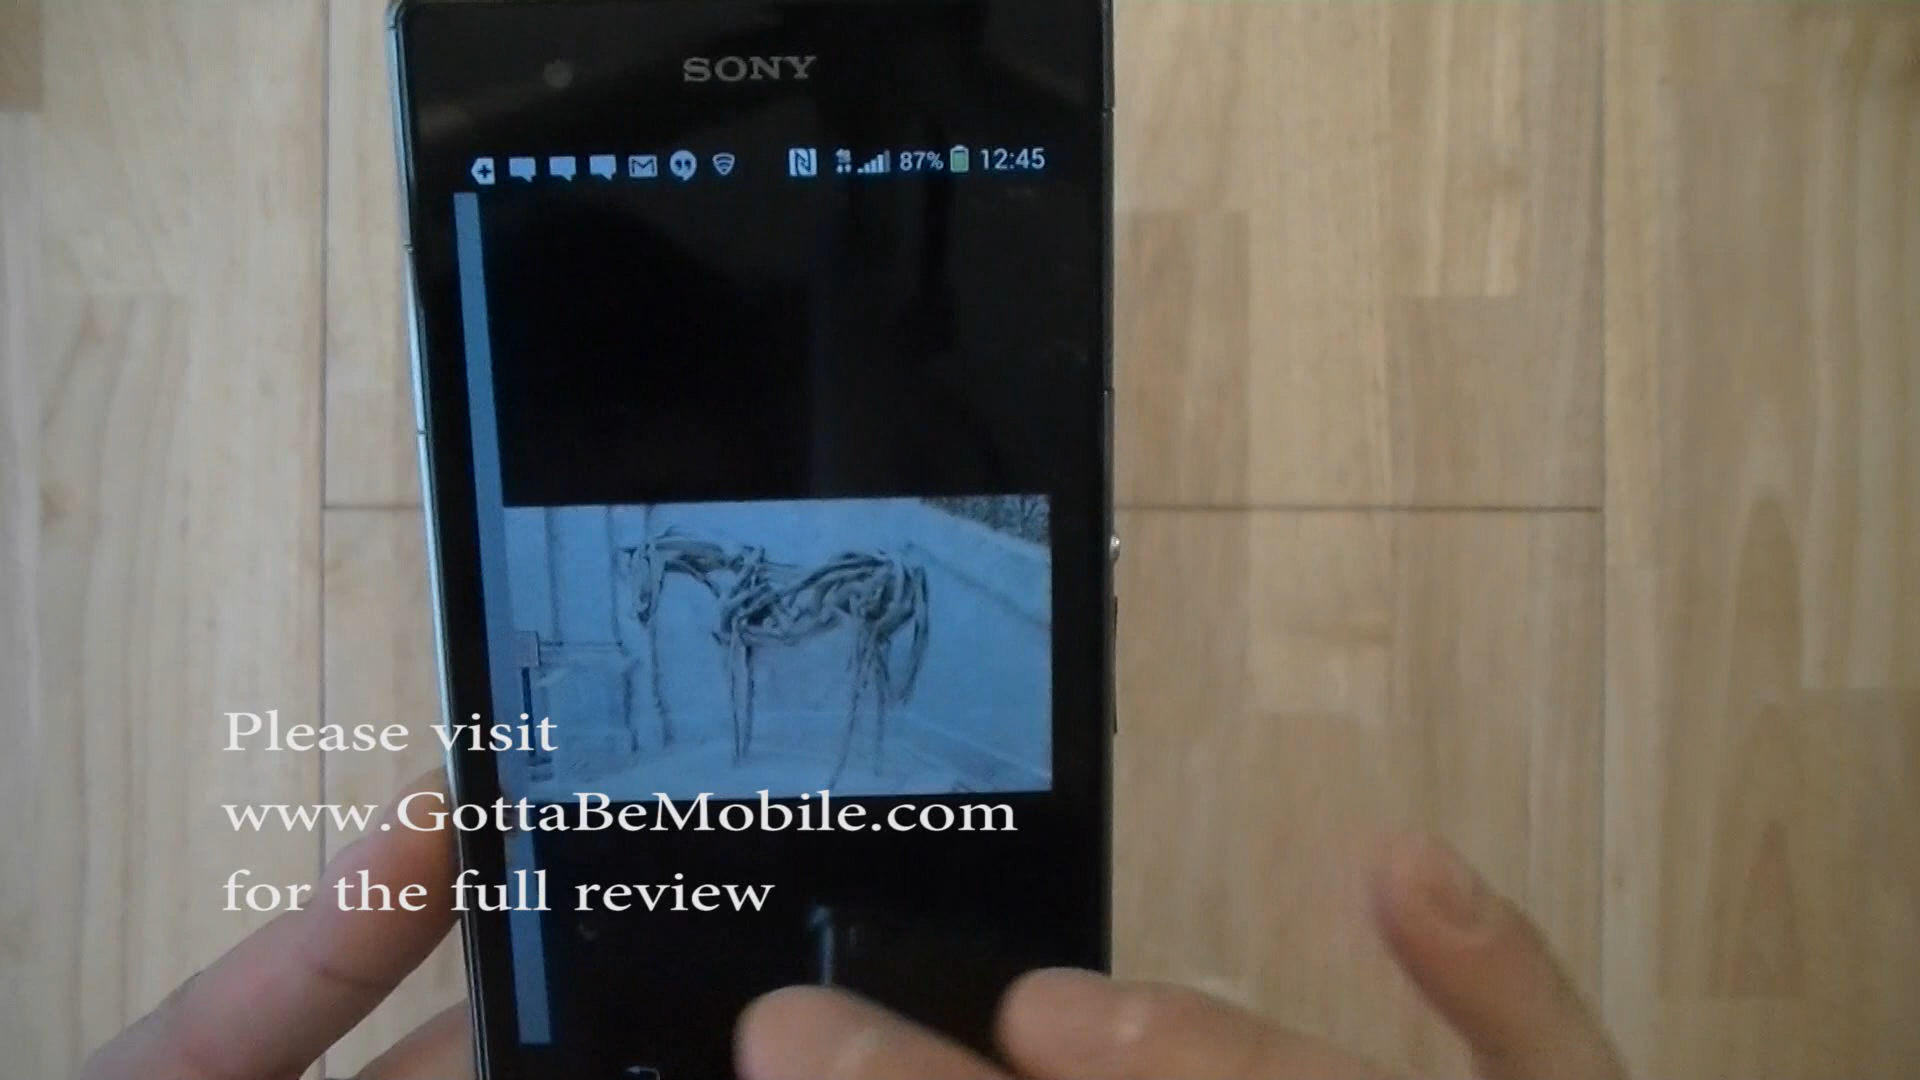 SONY
87% 12:45
Please visit
www.GottaBeMobile.com
for the full review